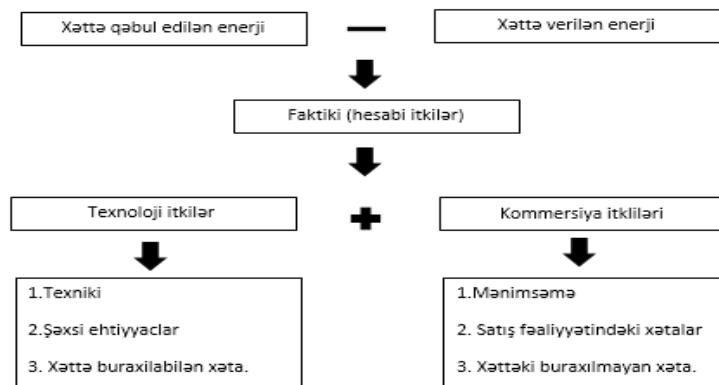 Xəttə qəbul edilən enerji
Xəttə verilən enerji
Faktiki (hesabi itkilər)
Texnoloji itkilər
Kommersiya itkliləri
1.Texniki
2.Şəxsi ehtiyyaclar
3. Xəttə buraxilabilən xəta.
1.Mənimsəmə
2. Satış fəaliyyətindəki xətalar
3. Xəttəki buraxılmayan xəta.